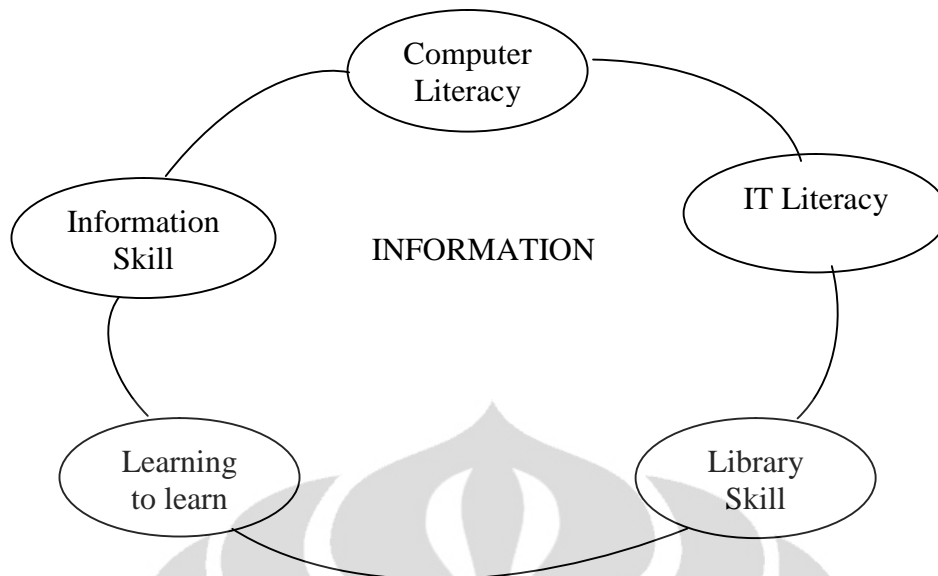 Computer
Literacy
IT Literacy
Information
Skill
INFORMATION
Learning
to learn
Library
Skill